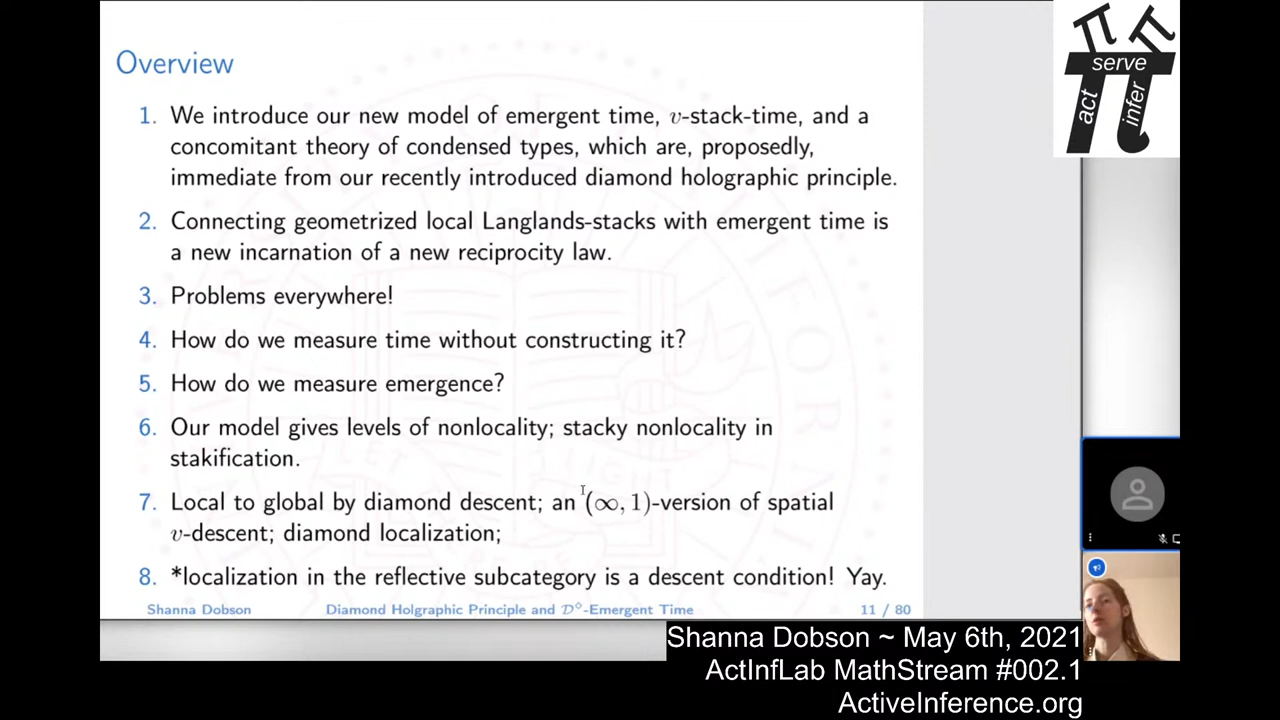 Overview
1. We introduce our new model of emergent time, v-stack-time, and a
concomitant theory of condensed types, which are, proposedly,
immediate from our recently introduced diamond holographic principle.
2. Connecting geometrized local Langlands-stacks with emergent time is
a new incarnation of a new reciprocity law.
3. Problems everywhere!
4. How do we measure time without constructing it?
5. How do we measure emergence?
6. Our model gives levels of nonlocality; stacky nonlocality in
stakification.
7. Local to global by diamond descent; an (∞, 1)-version of spatial
v-descent; diamond localization;
8. *localization in the reflective subcategory is a descent condition! Yay.
Shanna Dobson Diamond Holgraphic Principle and 𝒟◇-Emergent Time 11 / 80
serve
act
infer
Shanna Dobson ~ May 6th, 2021
ActInfLab MathStream #002.1
ActiveInference.org